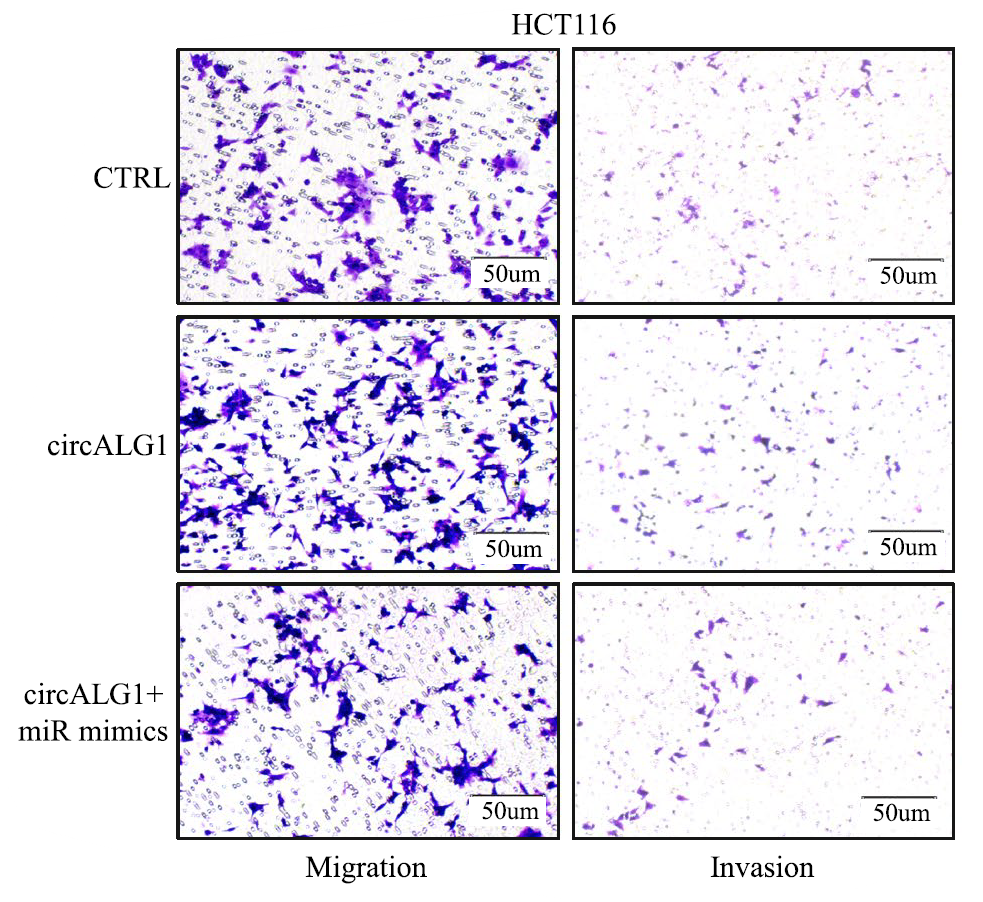 HCT116
CTRL
50um
50um
circALG1
50um
50um
circALG1+
miR mimics
50um
50um
Migration
Invasion